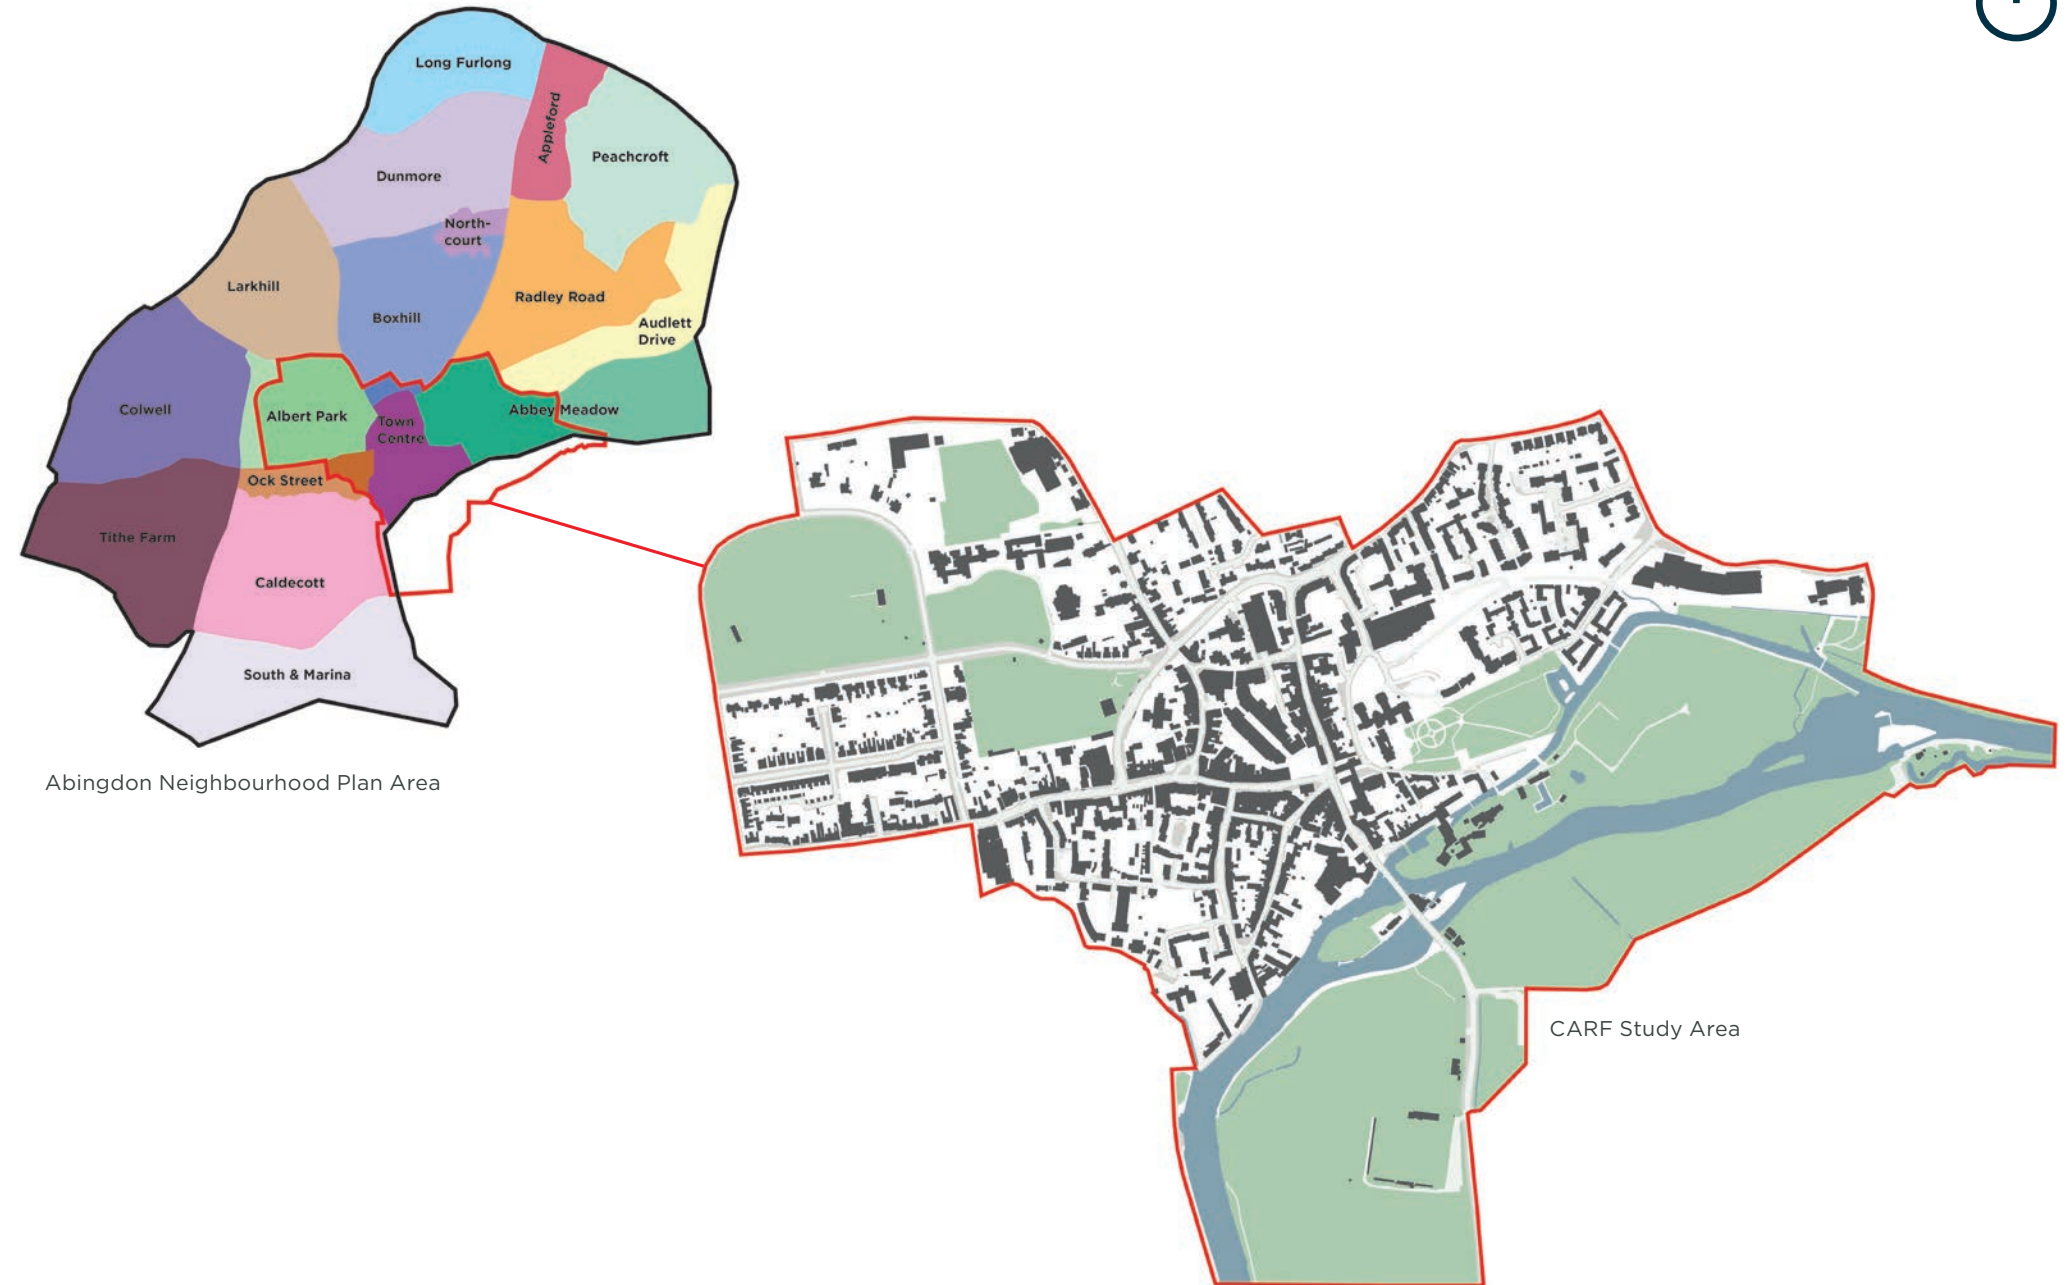 Long Furlong
Appleford
Peachcroft
Dunmore
North-
court
Larkhill
Radley Road
Boxhill
Audlett
Drive
Colwell
Albert Park
Town
Centre
Abbey Meadow
Ock Street
Tithe Farm
Caldecott
South & Marina
Abingdon Neighbourhood Plan Area
CARF Study Area